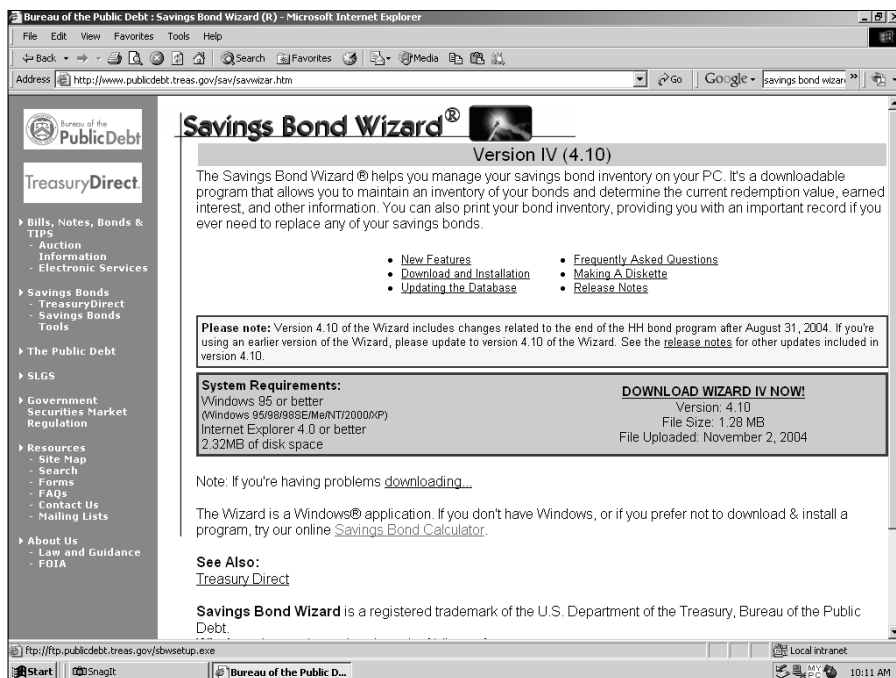 Bureau of the Public Debt : Savings Bond Wizard (R) - Microsoft Internet Explorer
File Edit View Favorites Tools Help
Back Search Favorites Media
Address http://www.publicdebt.treas.gov/sav/savwizar.htm Go Google savings bond wizar
Bureau of the
PublicDebt
TreasuryDirect.
Bills, Notes, Bonds &
TIPS
- Auction
Information
- Electronic Services
Savings Bonds
- TreasuryDirect
- Savings Bonds
Tools
The Public Debt
SLGS
Government
Securities Market
Regulation
Resources
- Site Map
- Search
- Forms
- FAQs
- Contact Us
- Mailing Lists
About Us
- Law and Guidance
- FOIA
Savings Bond Wizard®
Version IV (4.10)
The Savings Bond Wizard ® helps you manage your savings bond inventory on your PC. It's a downloadable
program that allows you to maintain an inventory of your bonds and determine the current redemption value, earned
interest, and other information. You can also print your bond inventory, providing you with an important record if you
ever need to replace any of your savings bonds.
• New Features
• Download and Installation
• Updating the Database
• Frequently Asked Questions
• Making A Diskette
• Release Notes
Please note: Version 4.10 of the Wizard includes changes related to the end of the HH bond program after August 31, 2004. If you're
using an earlier version of the Wizard, please update to version 4.10 of the Wizard. See the release notes for other updates included in
version 4.10.
System Requirements:
Windows 95 or better
(Windows 95/98/98SE/Me/NT/2000/XP)
Internet Explorer 4.0 or better
2.32MB of disk space
DOWNLOAD WIZARD IV NOW!
Version: 4.10
File Size: 1.28 MB
File Uploaded: November 2, 2004
Note: If you're having problems downloading...
The Wizard is a Windows® application. If you don't have Windows, or if you prefer not to download & install a
program, try our online Savings Bond Calculator.
See Also:
Treasury Direct
Savings Bond Wizard is a registered trademark of the U.S. Department of the Treasury, Bureau of the Public
Debt.
ftp://ftp.publicdebt.treas.gov/sbwsetup.exe Local intranet
Start SnagIt Bureau of the Public D... MY PC 10:11 AM